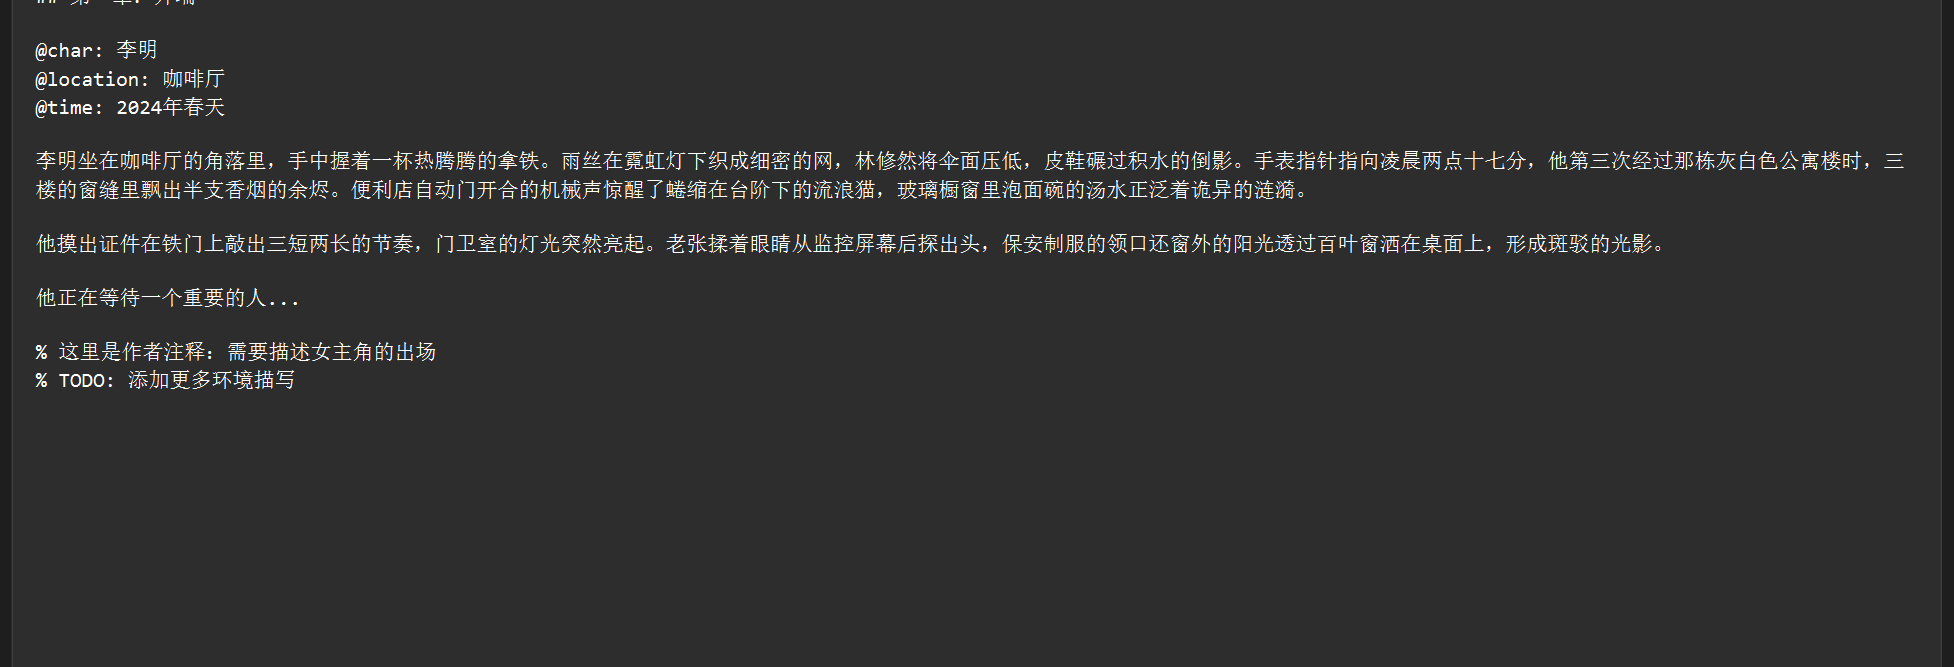 @char: 李明
@location: 咖啡厅
@time: 2024年春天
李明坐在咖啡厅的角落里，手中握着一杯热腾腾的拿铁。雨丝在霓虹灯下织成细密的网，林修然将伞面压低，皮鞋碾过积水的倒影。手表指针指向凌晨两点十七分，他第三次经过那栋灰白色公寓楼时，三
楼的窗缝里飘出半支香烟的余烬。便利店自动门开合的机械声惊醒了蜷缩在台阶下的流浪猫，玻璃橱窗里泡面碗的汤水正泛着诡异的涟漪。
他摸出证件在铁门上敲出三短两长的节奏，门卫室的灯光突然亮起。老张揉着眼睛从监控屏幕后探出头，保安制服的领口还窗外的阳光透过百叶窗洒在桌面上，形成斑驳的光影。
他正在等待一个重要的人...
% 这里是作者注释：需要描述女主角的出场
% TODO: 添加更多环境描写